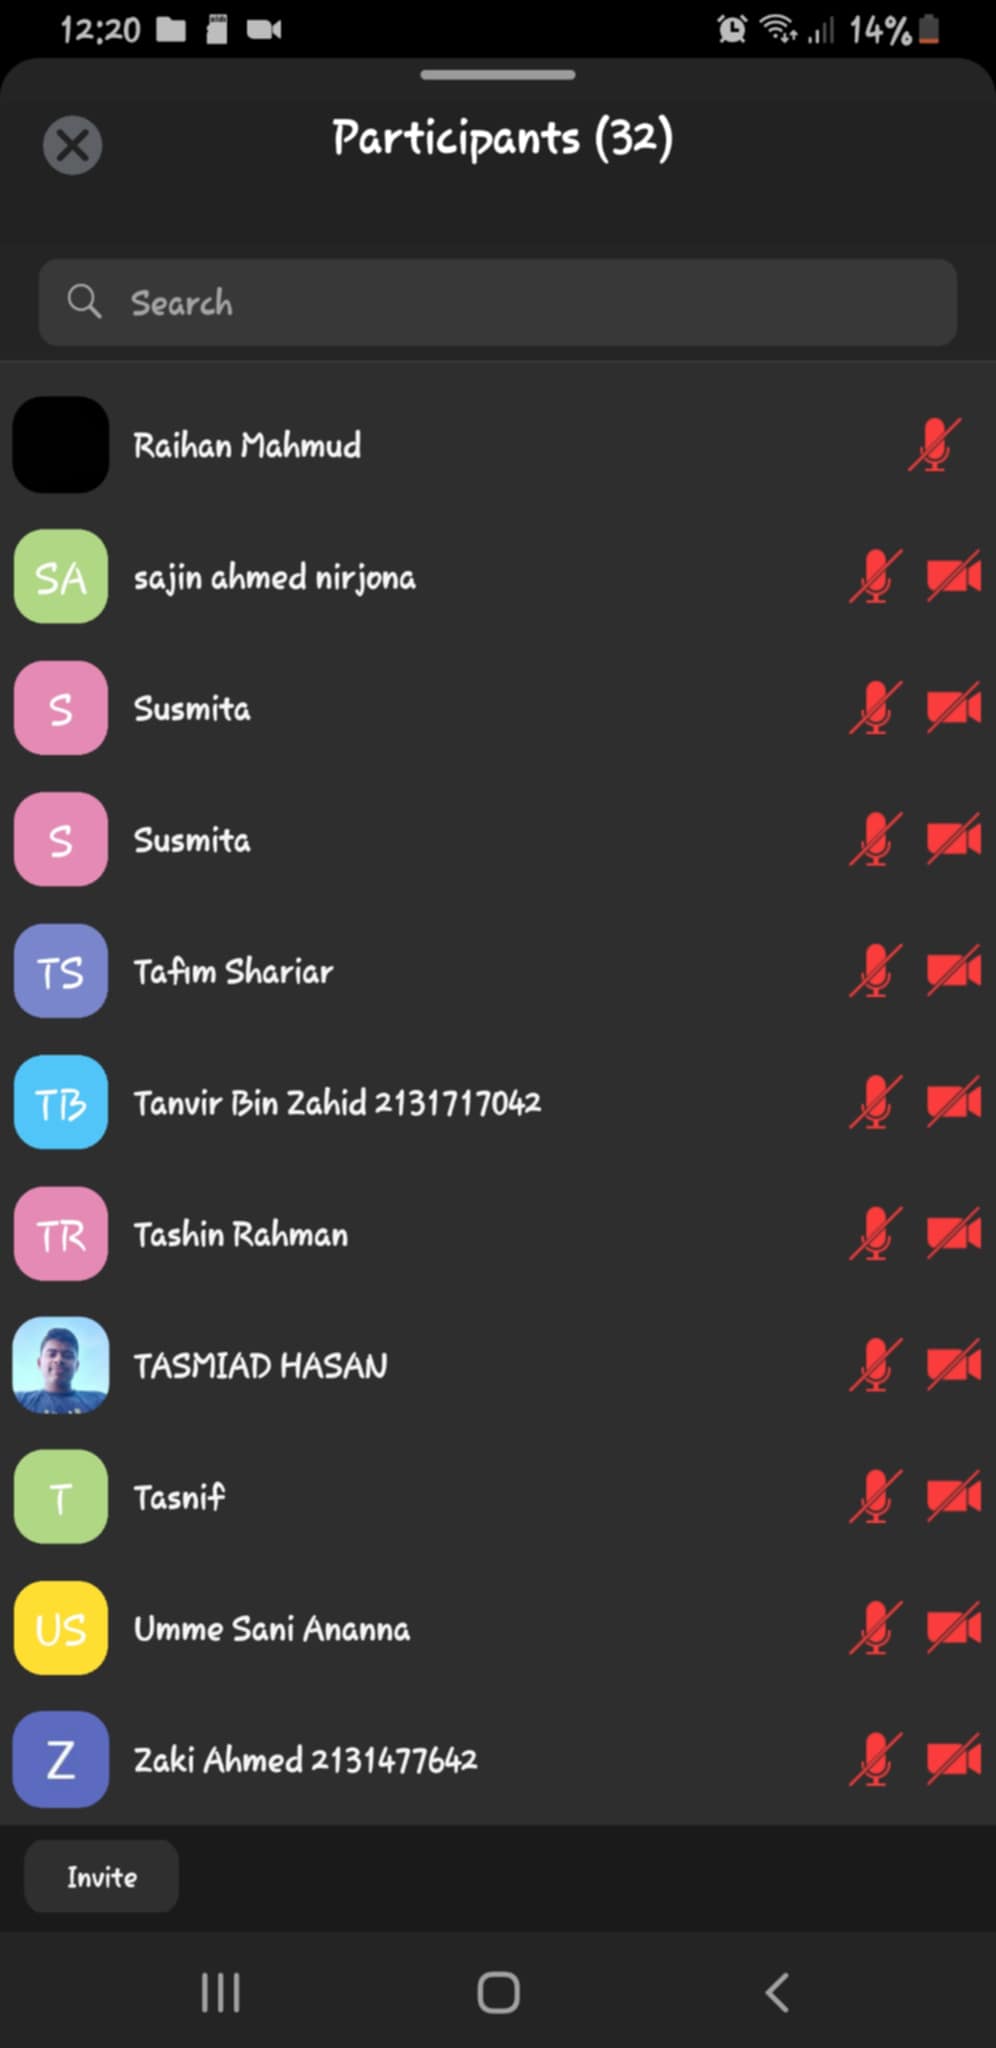 12:20 14%
Participants (32)
Search
Raihan Mahmud
SA sajin ahmed nirjona
S Susmita
S Susmita
TS Tafim Shariar
TB Tanvir Bin Zahid 2131717042
TR Tashin Rahman
TASMIAD HASAN
T Tasnif
US Umme Sani Ananna
Z Zaki Ahmed 2131477642
Invite